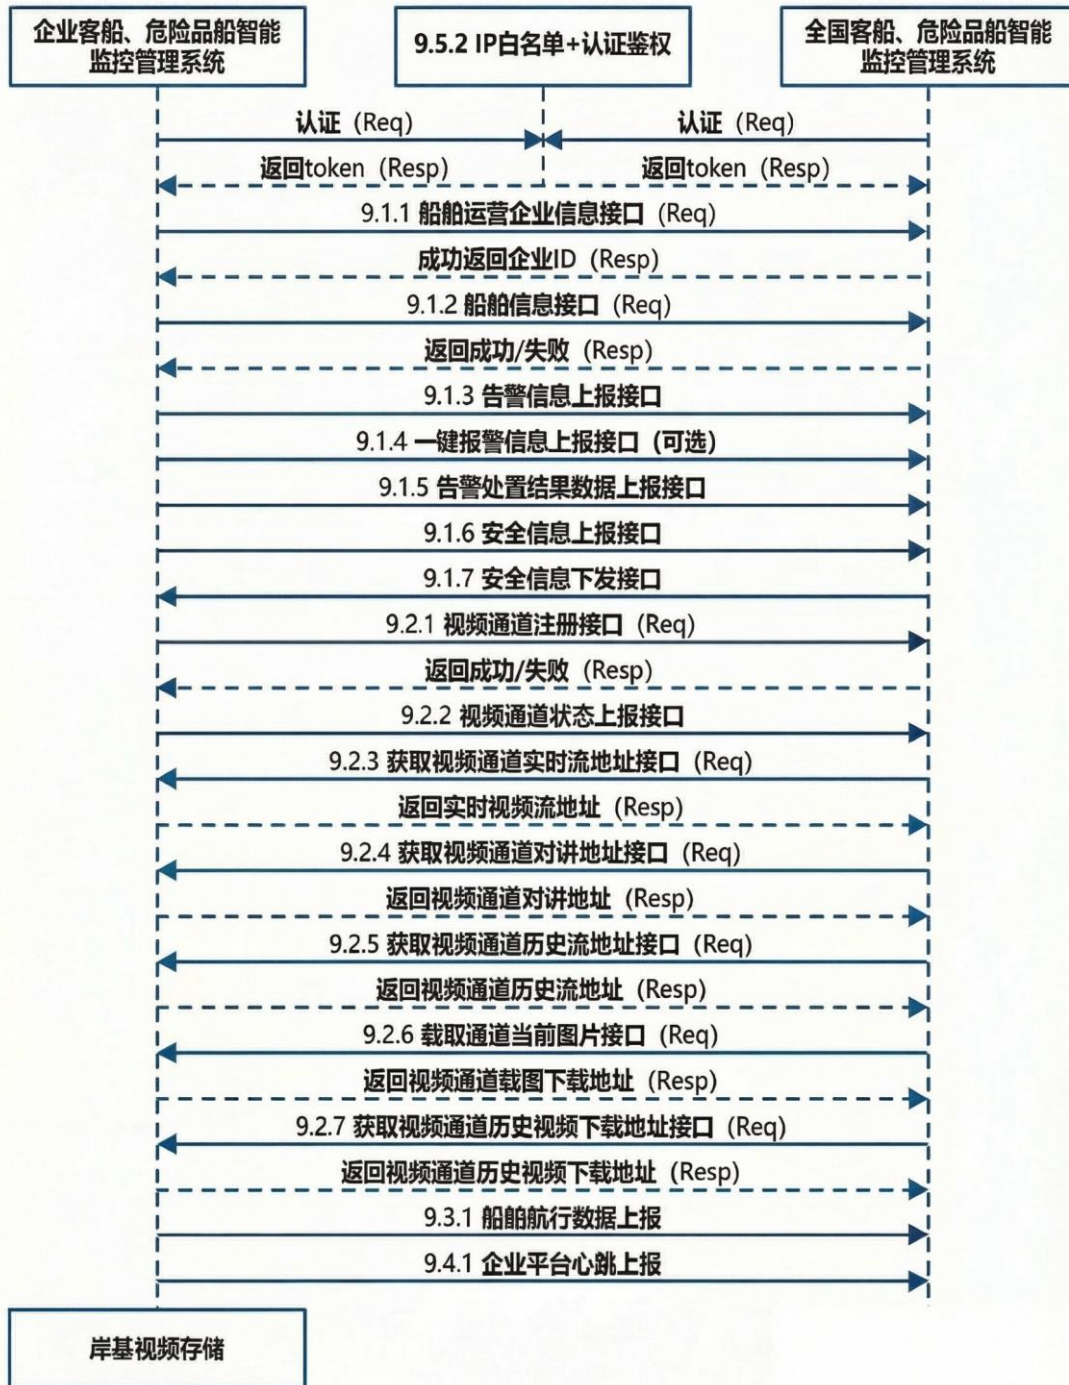 企业客船、危险品船智能
监控管理系统
9.5.2 IP白名单+认证鉴权
全国客船、危险品船智能
监控管理系统
认证（Req）
认证（Req）
返回token（Resp）
返回token（Resp）
9.1.1 船舶运营企业信息接口（Req）
成功返回企业ID（Resp）
9.1.2 船舶信息接口（Req）
返回成功/失败（Resp）
9.1.3 告警信息上报接口
9.1.4 一键报警信息上报接口（可选）
9.1.5 告警处置结果数据上报接口
9.1.6 安全信息上报接口
9.1.7 安全信息下发接口
9.2.1 视频通道注册接口（Req）
返回成功/失败（Resp）
9.2.2 视频通道状态上报接口
9.2.3 获取视频通道实时流地址接口（Req）
返回实时视频流地址（Resp）
9.2.4 获取视频通道对讲地址接口（Req）
返回视频通道对讲地址（Resp）
9.2.5 获取视频通道历史流地址接口（Req）
返回视频通道历史流地址（Resp）
9.2.6 载取通道当前图片接口（Req）
返回视频通道载图下载地址（Resp）
9.2.7 获取视频通道历史视频下载地址接口（Req）
返回视频通道历史视频下载地址（Resp）
9.3.1 船舶航行数据上报
9.4.1 企业平台心跳上报
岸基视频存储